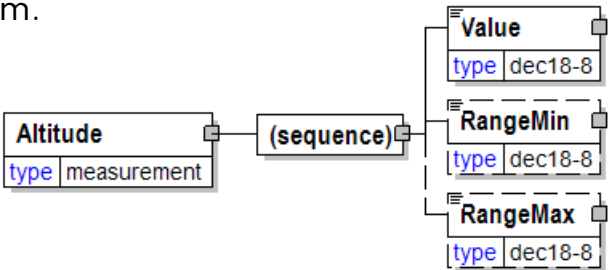 m.
Value
type dec18-8
RangeMin
type dec18-8
Altitude
type measurement
(sequence)
RangeMax
type dec18-8